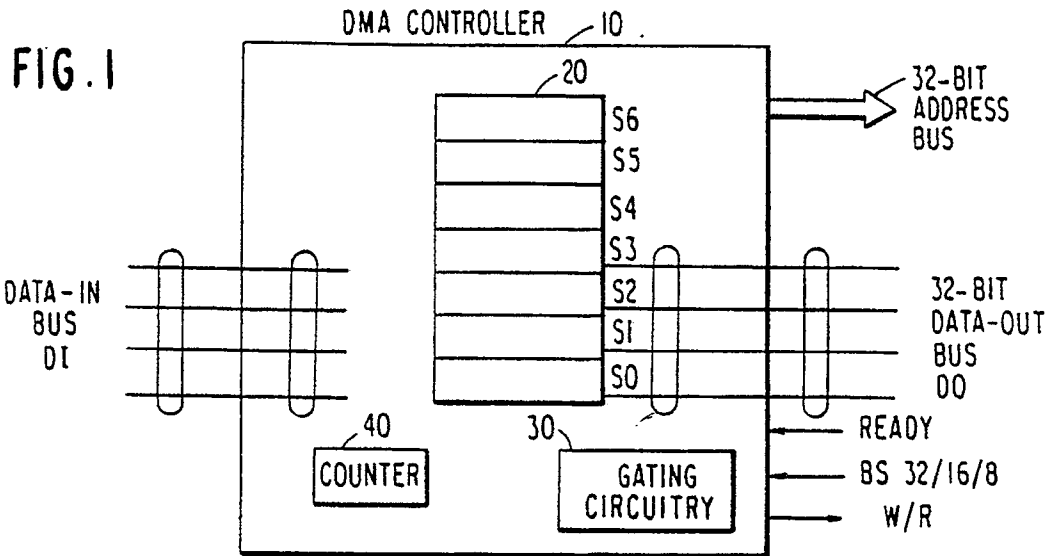 FIG.1
DMA CONTROLLER 10
20
S6
S5
S4
S3
S2
S1
S0
32-BIT
ADDRESS
BUS
DATA-IN
BUS
DI
32-BIT
DATA-OUT
BUS
DO
40
COUNTER
30
GATING
CIRCUITRY
READY
BS 32/16/8
W/R